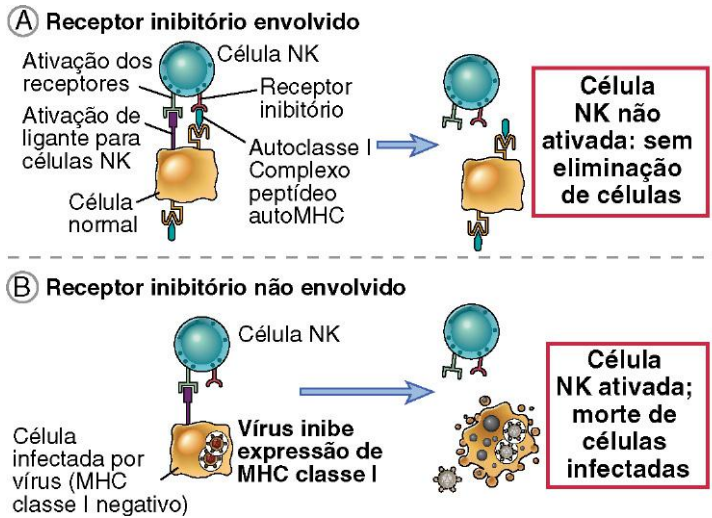 A Receptor inibitório envolvido
Célula NK
Ativação dos
receptores
Receptor
inibitório
Ativação de
ligante para
células NK
Autoclasse I
Complexo
peptídeo
autoMHC
Célula
normal
Célula
NK não
ativada: sem
eliminação
de células
B Receptor inibitório não envolvido
Célula NK
Célula
infectada por
vírus (MHC
classe I negativo)
Vírus inibe
expressão de
MHC classe I
Célula
NK ativada;
morte de
células
infectadas